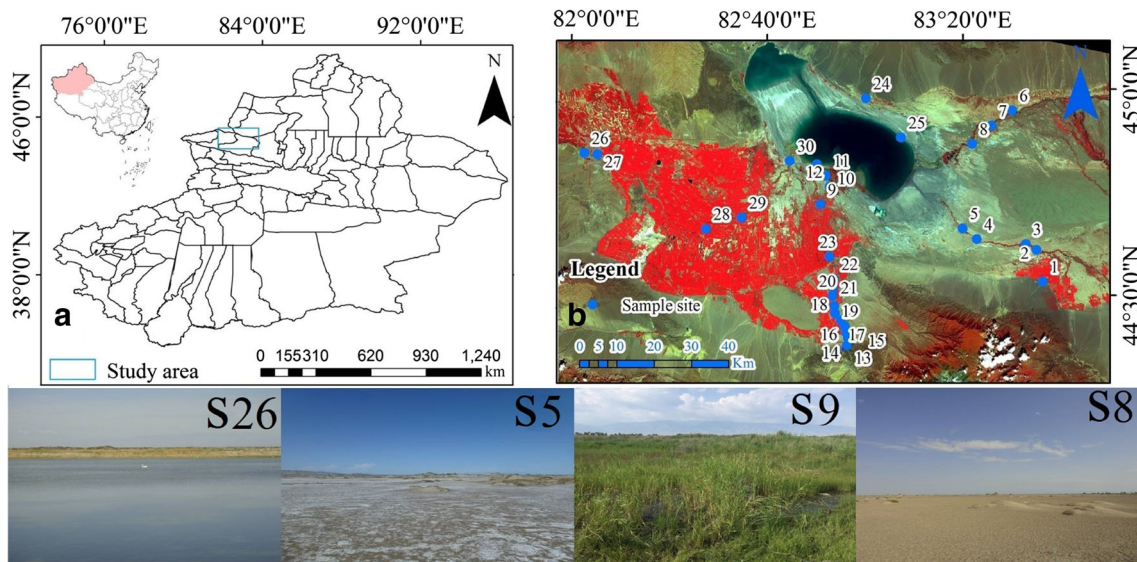 76°0'0"E 84°0'0"E 92°0'0"E
46°0'0"N
38°0'0"N
N
a
Study area
0 155310 620 930 1,240
km
82°0'0"E 82°40'0"E 83°20'0"E
45°0'0"N
44°30'0"N
N
24
6
7
8
25
26
27
30
11
12
10
9
29
28
5
4
3
2
1
23
22
20
21
18
19
16
17
15
14
13
Legend
Sample site
b
0 5 10 20 30 40
Km
S26 S5 S9 S8